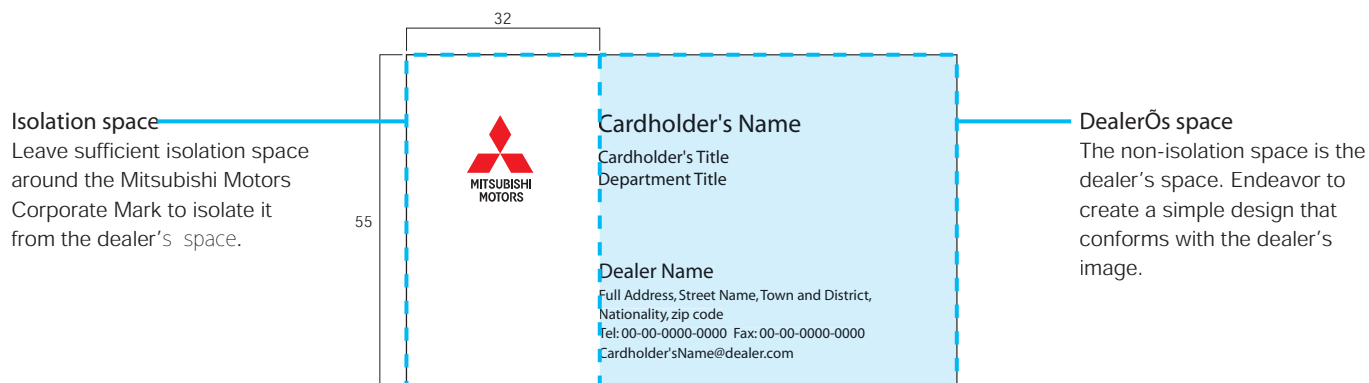 32
Isolation space
Leave sufficient isolation space
around the Mitsubishi Motors
Corporate Mark to isolate it
from the dealer's space.
55
MITSUBISHI
MOTORS
Cardholder's Name
Cardholder's Title
Department Title
Dealer Name
Full Address, Street Name, Town and District,
Nationality, zip code
Tel: 00-00-0000-0000 Fax: 00-00-0000-0000
Cardholder'sName@dealer.com
DealerÕs space
The non-isolation space is the
dealer's space. Endeavor to
create a simple design that
conforms with the dealer's
image.